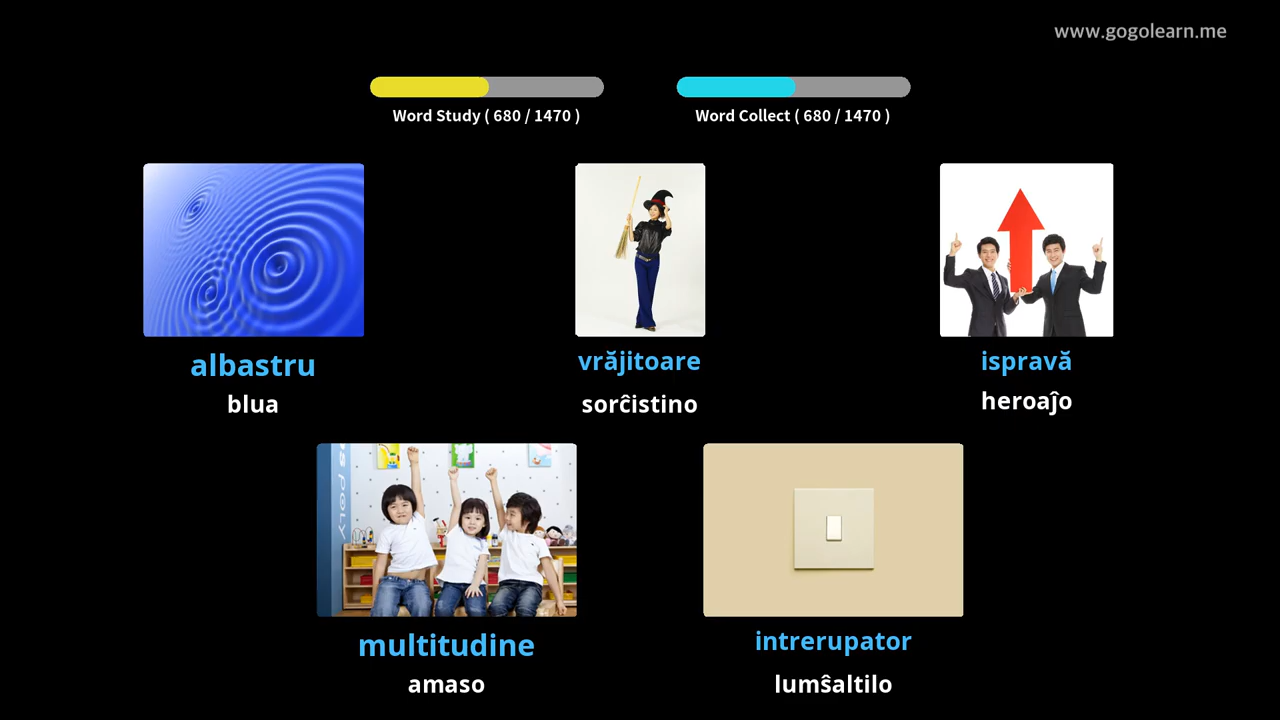 www.gogolearn.me
Word Study ( 680 / 1470 )
Word Collect ( 680 / 1470 )
albastru
blua
vrăjitoare
sorĉistino
ispravă
heroaĵo
POLY
multitudine
amaso
intrerupator
lumŝaltilo